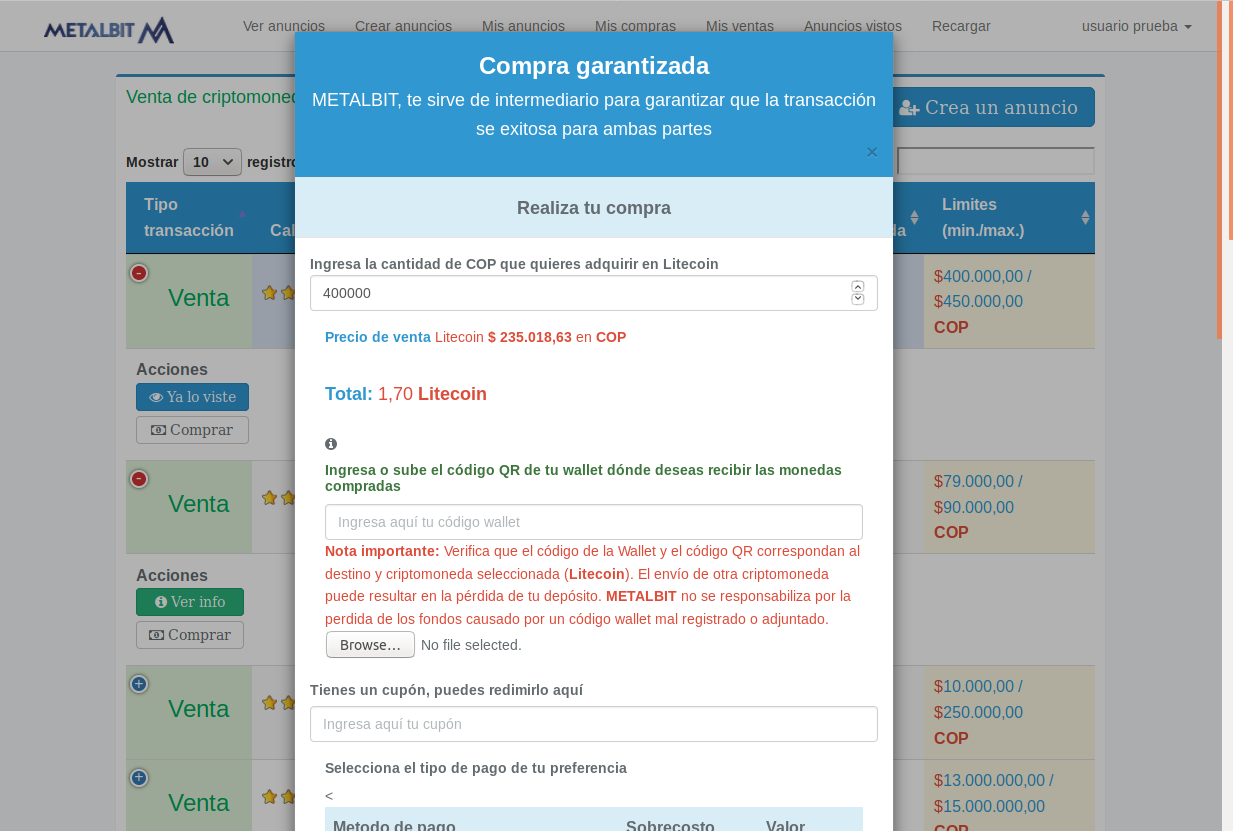 METALBIT
Ver anuncios Crear anuncios Mis anuncios Mis compras Mis ventas Anuncios vistos Recargar usuario prueba
Compra garantizada
METALBIT, te sirve de intermediario para garantizar que la transacción
se exitosa para ambas partes
×
Venta de criptomoned
Crea un anuncio
Mostrar 10 registro
Tipo
transacción
Cal
da
Limites
(min./max.)
Realiza tu compra
Venta
$400.000,00 /
$450.000,00
COP
Ingresa la cantidad de COP que quieres adquirir en Litecoin
400000
Precio de venta Litecoin $ 235.018,63 en COP
Total: 1,70 Litecoin
Acciones
Ya lo viste
Comprar
Ingresa o sube el código QR de tu wallet dónde deseas recibir las monedas
compradas
Ingresa aquí tu código wallet
Nota importante: Verifica que el código de la Wallet y el código QR correspondan al
destino y criptomoneda seleccionada (Litecoin). El envío de otra criptomoneda
puede resultar en la pérdida de tu depósito. METALBIT no se responsabiliza por la
perdida de los fondos causado por un código wallet mal registrado o adjuntado.
Browse... No file selected.
Venta
$79.000,00 /
$90.000,00
COP
Acciones
Ver info
Comprar
Tienes un cupón, puedes redimirlo aquí
Ingresa aquí tu cupón
Venta
$10.000,00 /
$250.000,00
COP
Selecciona el tipo de pago de tu preferencia
<
Metodo de pago Sobrecosto Valor
Venta
$13.000.000,00 /
$15.000.000,00
COP